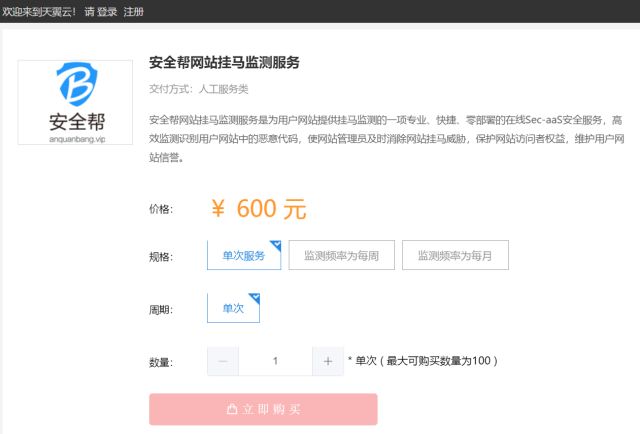 欢迎来到天翼云！ 请 登录 注册
安全帮网站挂马监测服务
交付方式：人工服务类
安全帮网站挂马监测服务是为用户网站提供挂马监测的一项专业、快捷、零部署的在线Sec-aaS安全服务，高
效监测识别用户网站中的恶意代码，使网站管理员及时消除网站挂马威胁，保护网站访问者权益，维护用户网
站信誉。
安全帮
anquanbang.vip
价格： ¥ 600 元
规格： 单次服务 监测频率为每周 监测频率为每月
周期： 单次
数量： － 1 ＋ * 单次 ( 最大可购买数量为100 )
立即购买